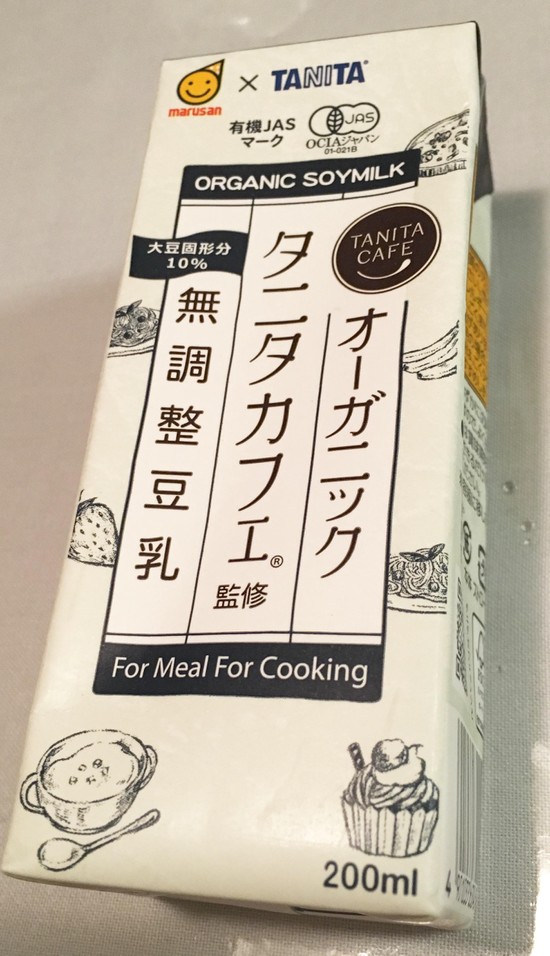 marusan × TANITA®
有機JAS
マーク
JAS
OCIAジャパン
01-021B
ORGANIC SOYMILK
TANITA
CAFE
オーガニック
タニタカフェ®
監修
大豆固形分
10%
無調整豆乳
For Meal For Cooking
200ml